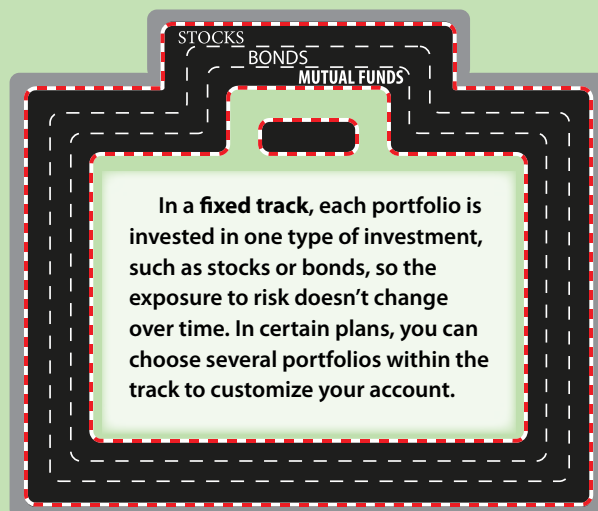 STOCKS
BONDS
MUTUAL FUNDS
In a fixed track, each portfolio is
invested in one type of investment,
such as stocks or bonds, so the
exposure to risk doesn’t change
over time. In certain plans, you can
choose several portfolios within the
track to customize your account.